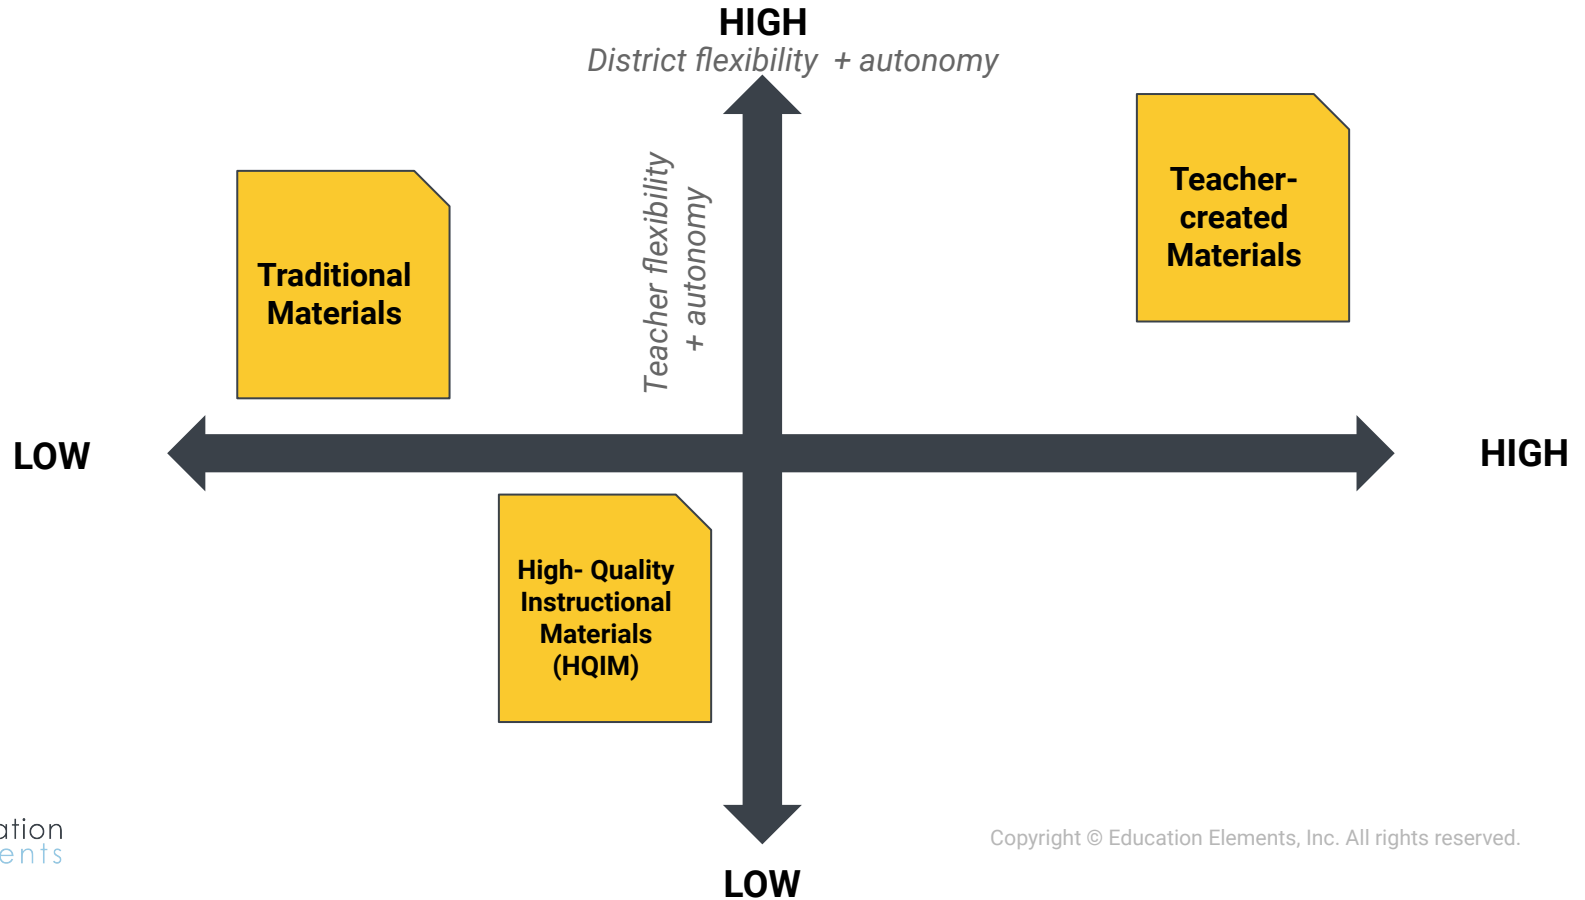 HIGH
District flexibility + autonomy
Teacher flexibility
+ autonomy
Teacher-
created
Materials
Traditional
Materials
LOW
HIGH
High- Quality
Instructional
Materials
(HQIM)
ation
ents
Copyright © Education Elements, Inc. All rights reserved.
LOW